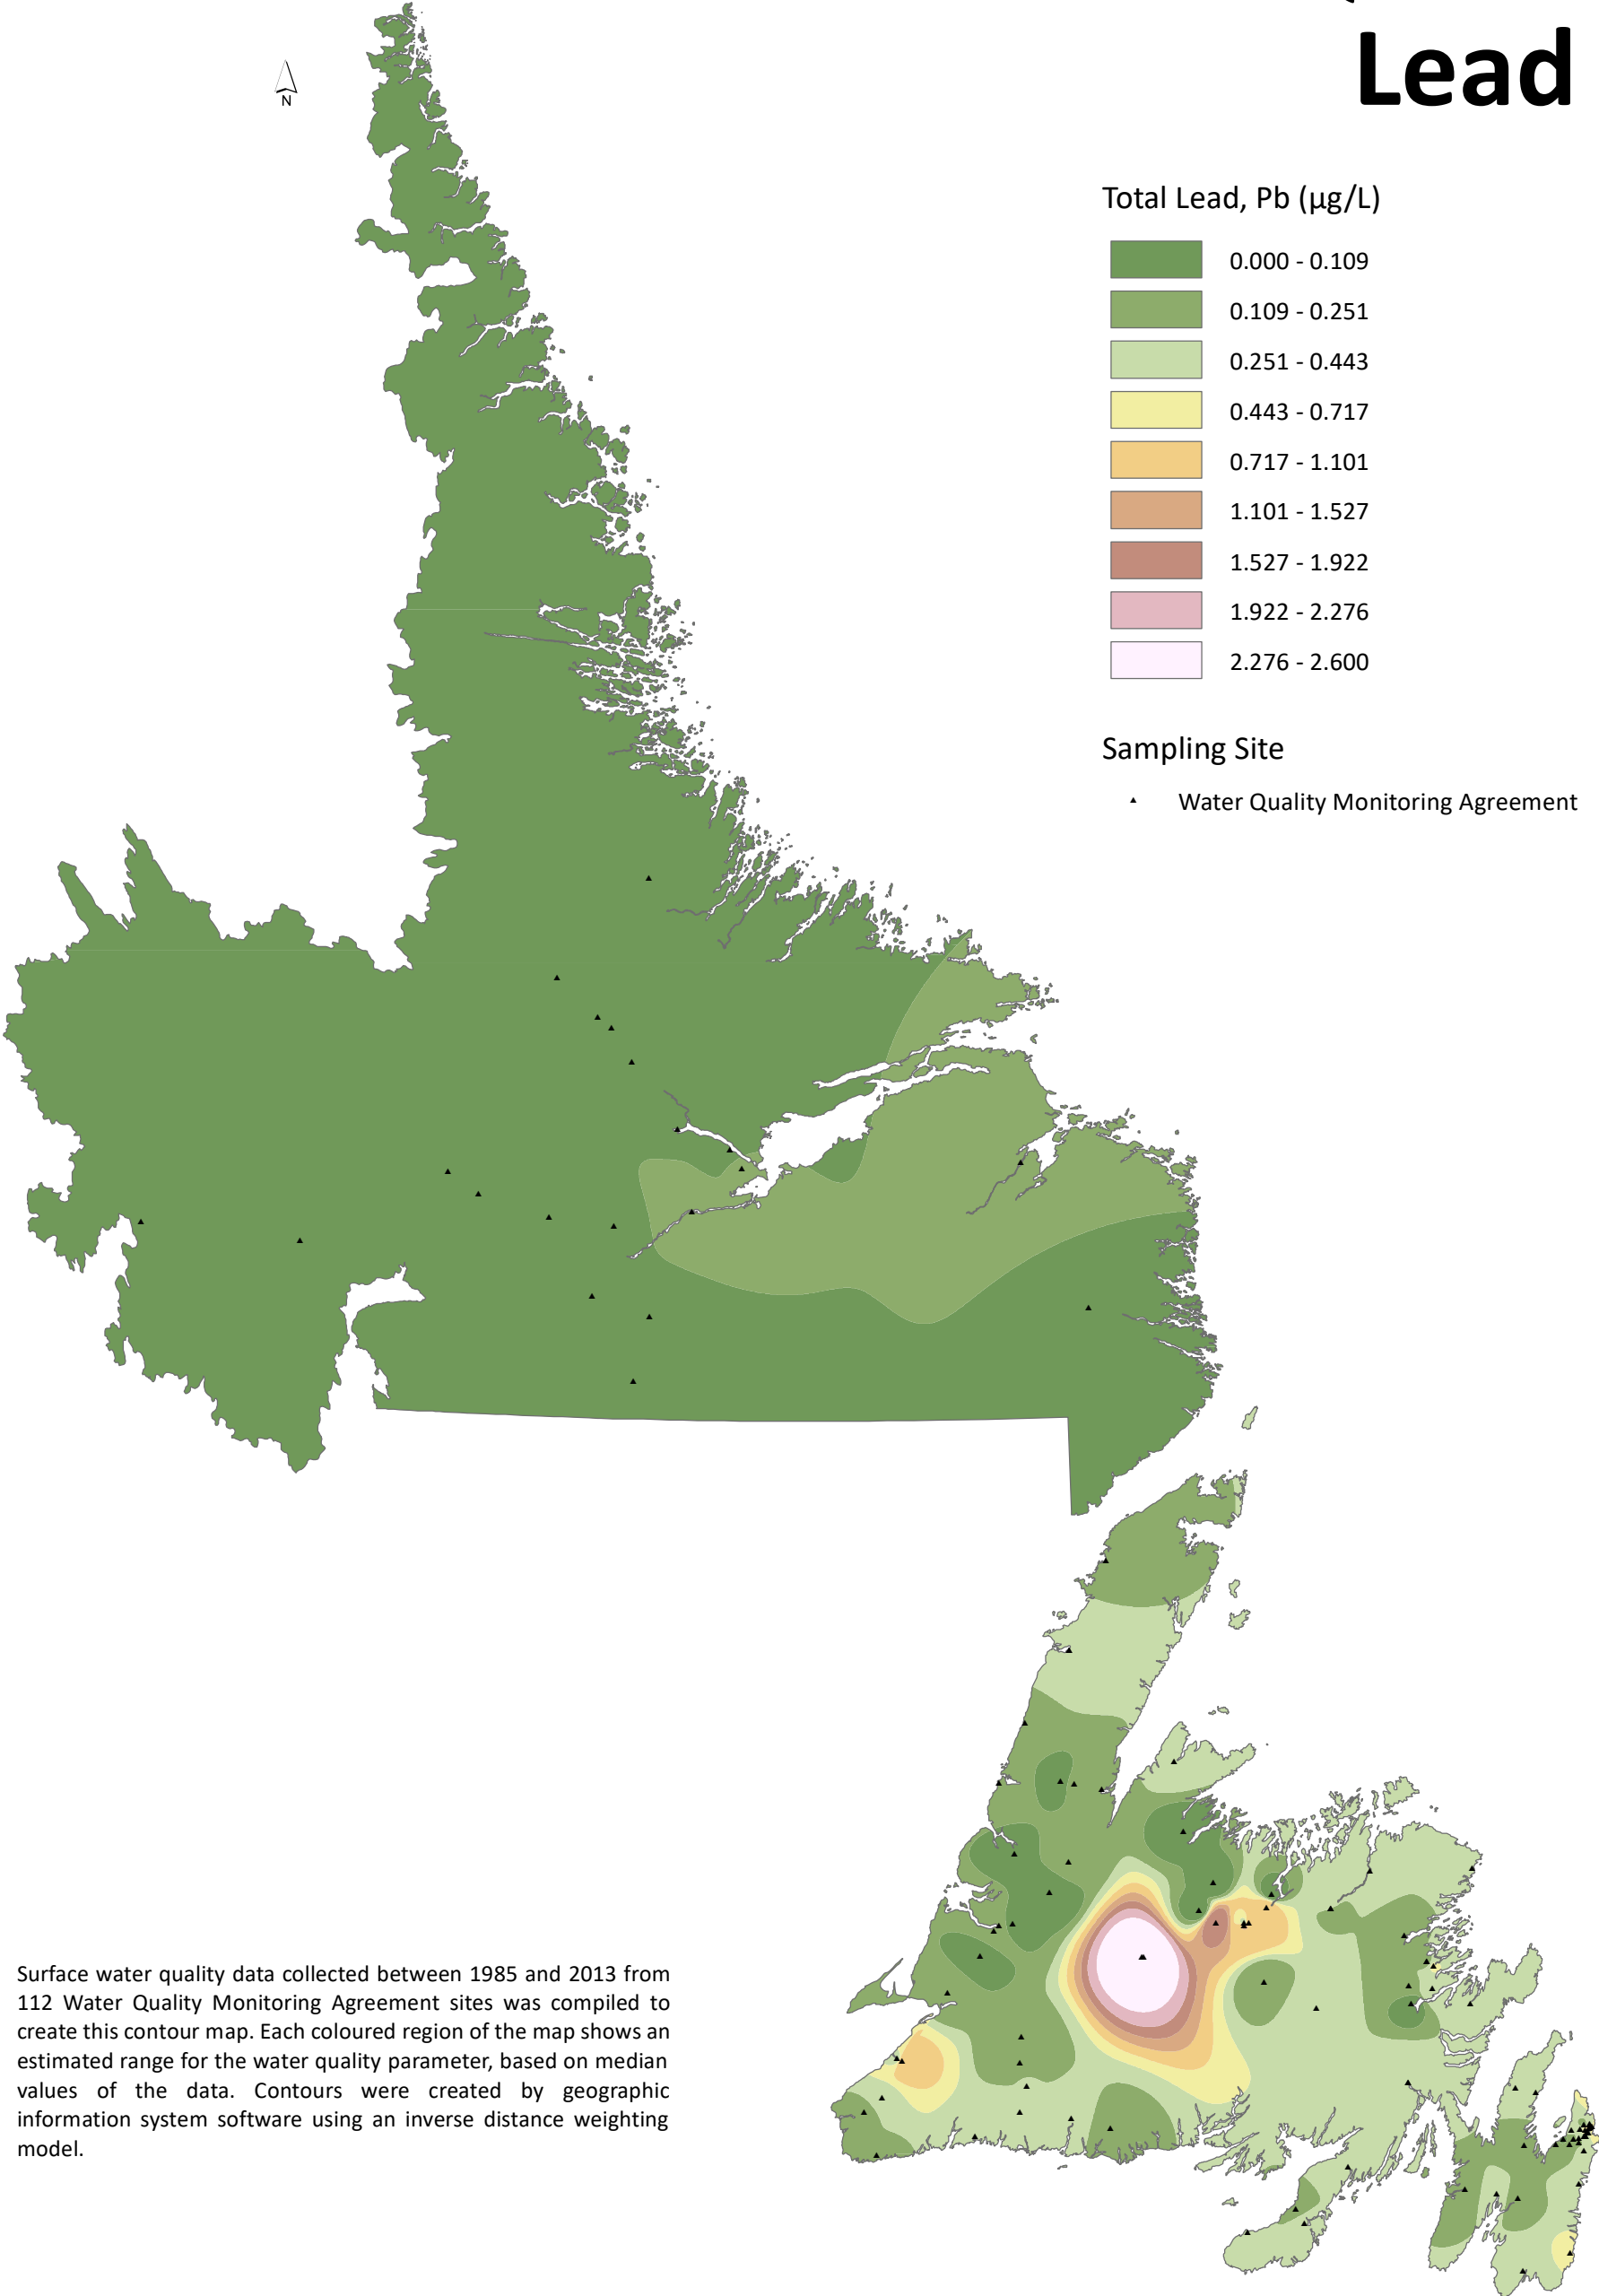 Lead
N
Total Lead, Pb (µg/L)
0.000 - 0.109
0.109 - 0.251
0.251 - 0.443
0.443 - 0.717
0.717 - 1.101
1.101 - 1.527
1.527 - 1.922
1.922 - 2.276
2.276 - 2.600
Sampling Site
Water Quality Monitoring Agreement
Surface water quality data collected between 1985 and 2013 from
112 Water Quality Monitoring Agreement sites was compiled to
create this contour map. Each coloured region of the map shows an
estimated range for the water quality parameter, based on median
values of the data. Contours were created by geographic
information system software using an inverse distance weighting
model.